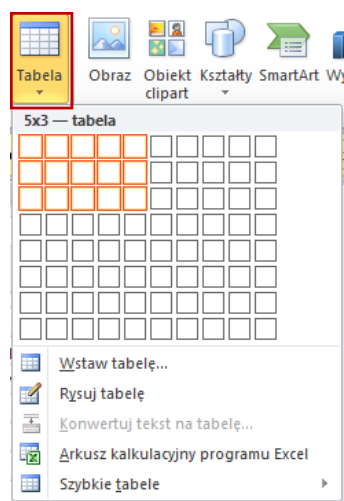 Tabela
Obraz
Obiekt clipart
Kształty
SmartArt
5x3 — tabela
Wstaw tabelę...
Rysuj tabelę
Konwertuj tekst na tabelę...
Arkusz kalkulacyjny programu Excel
Szybkie tabele